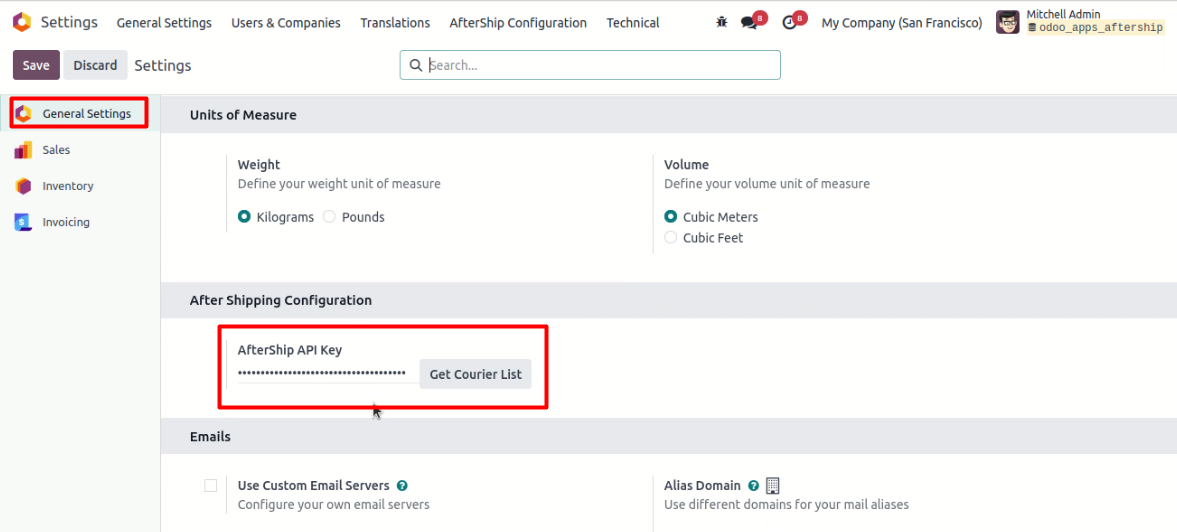 Settings General Settings Users & Companies Translations AfterShip Configuration Technical 8 8 My Company (San Francisco) Mitchell Admin
odoo_apps_aftership
Save Discard Settings Search...
General Settings
Sales
Inventory
Invoicing
Units of Measure
Weight
Define your weight unit of measure
Kilograms Pounds
Volume
Define your volume unit of measure
Cubic Meters
Cubic Feet
After Shipping Configuration
AfterShip API Key
•••••••••••••••••••••••••••••••••••• Get Courier List
Emails
Use Custom Email Servers ?
Configure your own email servers
Alias Domain ?
Use different domains for your mail aliases